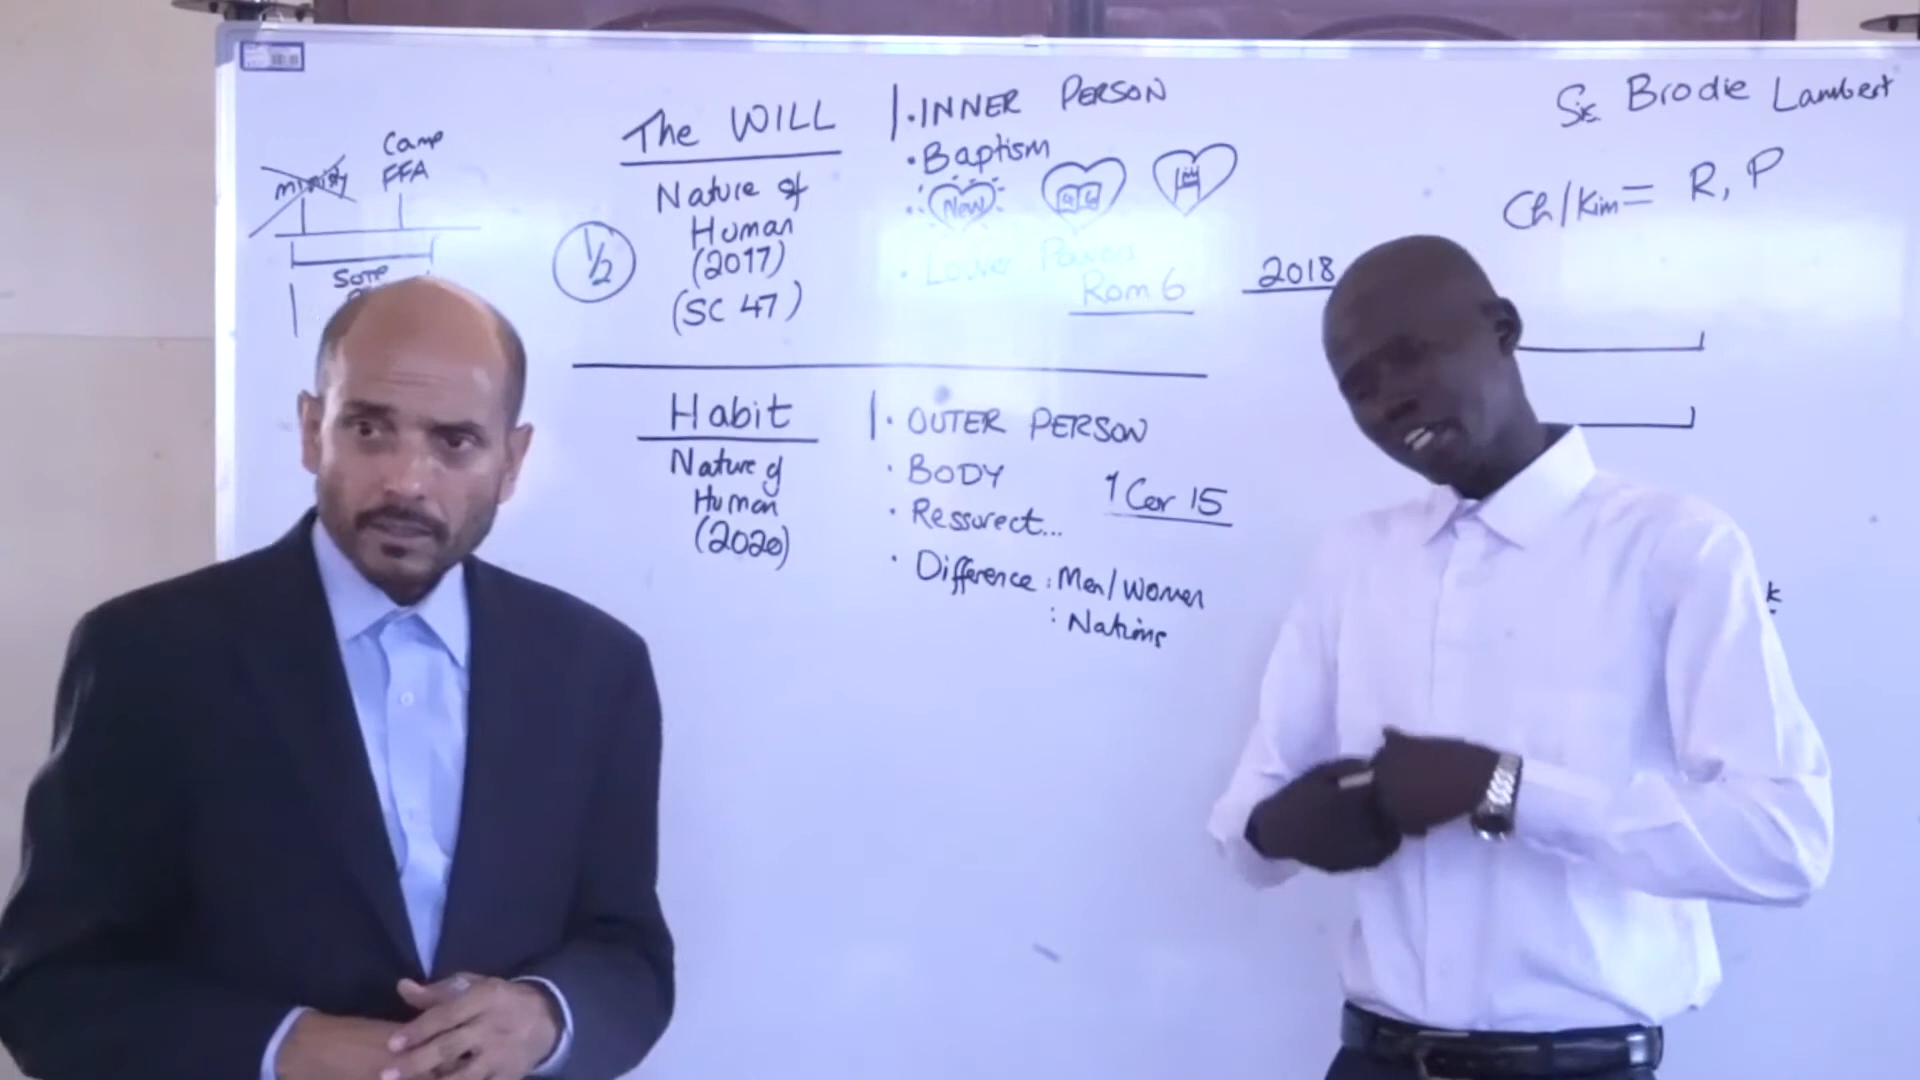 Camp
FFA
The WILL
Nature of
Human
(2017)
(SC 47)
1/2
1. INNER PERSON
• Baptism
New
• Lower Powers
Rom 6
2018
Habit
Nature of
Human
(2020)
1. OUTER PERSON
• BODY
1 Cor 15
• Ressurect...
• Difference : Men/Women
: Nations
Brodie Lambert
Ch/Kim = R, P